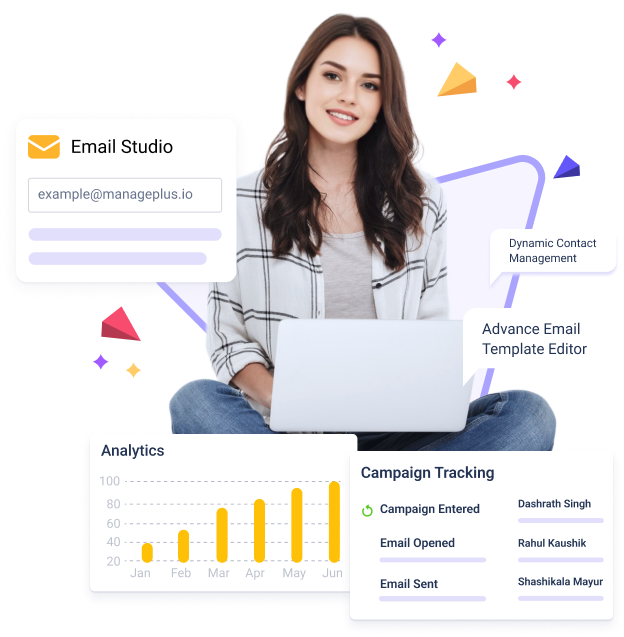 Email Studio
example@manageplus.io
Dynamic Contact
Management
Advance Email
Template Editor
Analytics
100
80
60
40
20
Jan Feb Mar Apr May Jun
Campaign Tracking
Campaign Entered
Dashrath Singh
Email Opened
Rahul Kaushik
Email Sent
Shashikala Mayur